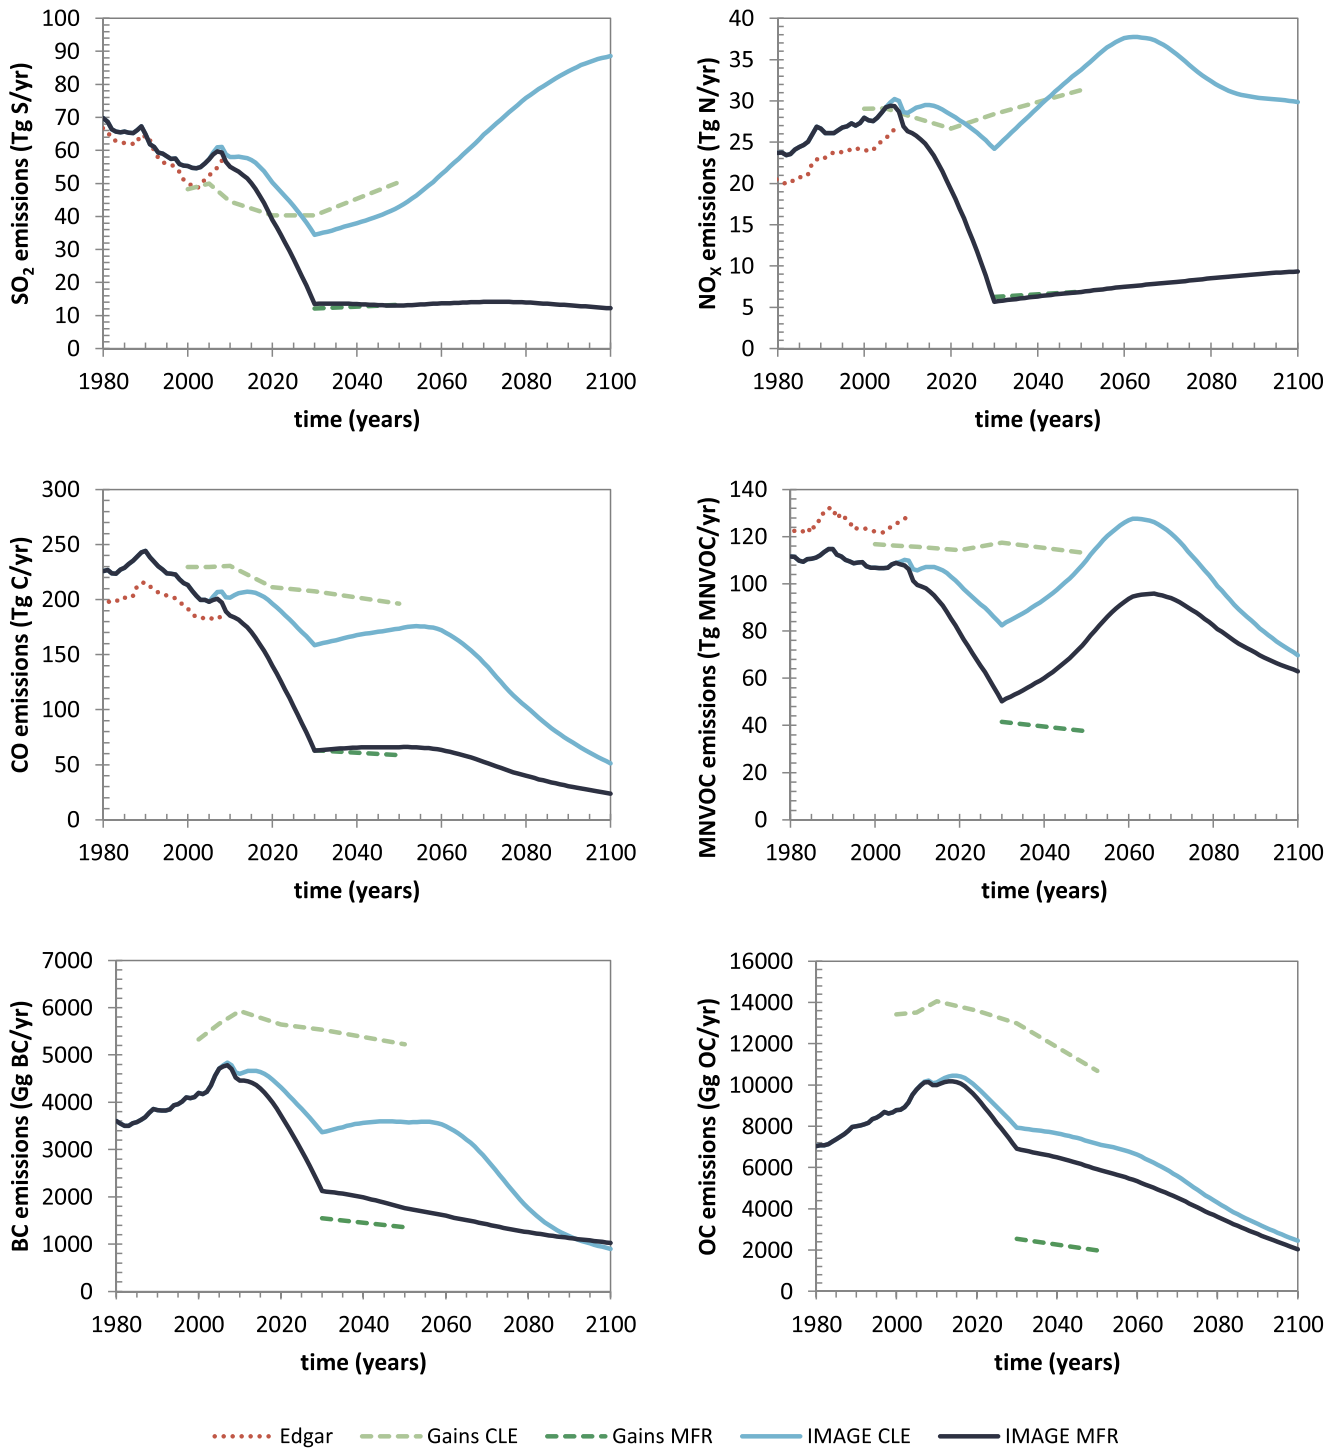 SO2 emissions (Tg S/yr)
100
90
80
70
60
50
40
30
20
10
0
1980 2000 2020 2040 2060 2080 2100
time (years)
NOX emissions (Tg N/yr)
40
35
30
25
20
15
10
5
0
1980 2000 2020 2040 2060 2080 2100
time (years)
CO emissions (Tg C/yr)
300
250
200
150
100
50
0
1980 2000 2020 2040 2060 2080 2100
time (years)
MNVOC emissions (Tg MNVOC/yr)
140
120
100
80
60
40
20
0
1980 2000 2020 2040 2060 2080 2100
time (years)
BC emissions (Gg BC/yr)
7000
6000
5000
4000
3000
2000
1000
0
1980 2000 2020 2040 2060 2080 2100
time (years)
OC emissions (Gg OC/yr)
16000
14000
12000
10000
8000
6000
4000
2000
0
1980 2000 2020 2040 2060 2080 2100
time (years)
Edgar Gains CLE Gains MFR IMAGE CLE IMAGE MFR